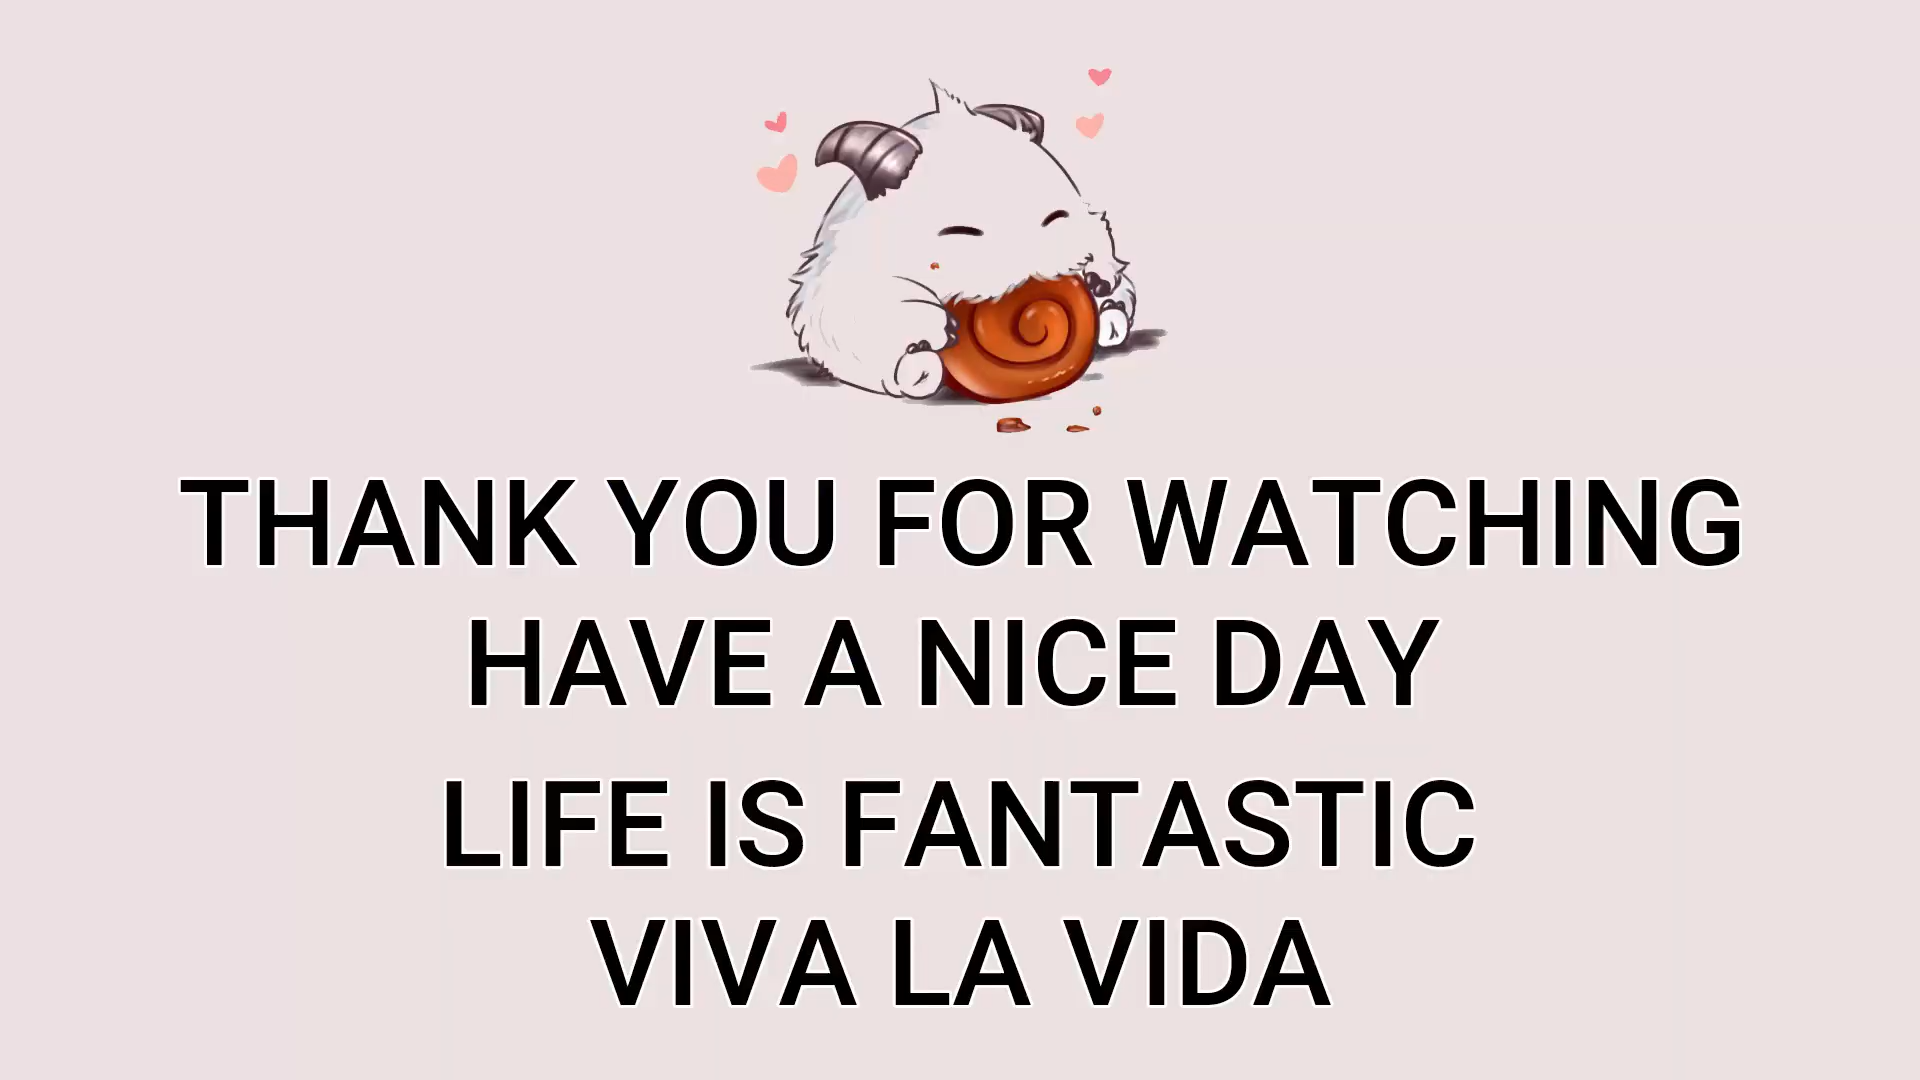 THANK YOU FOR WATCHING
HAVE A NICE DAY
LIFE IS FANTASTIC
VIVA LA VIDA